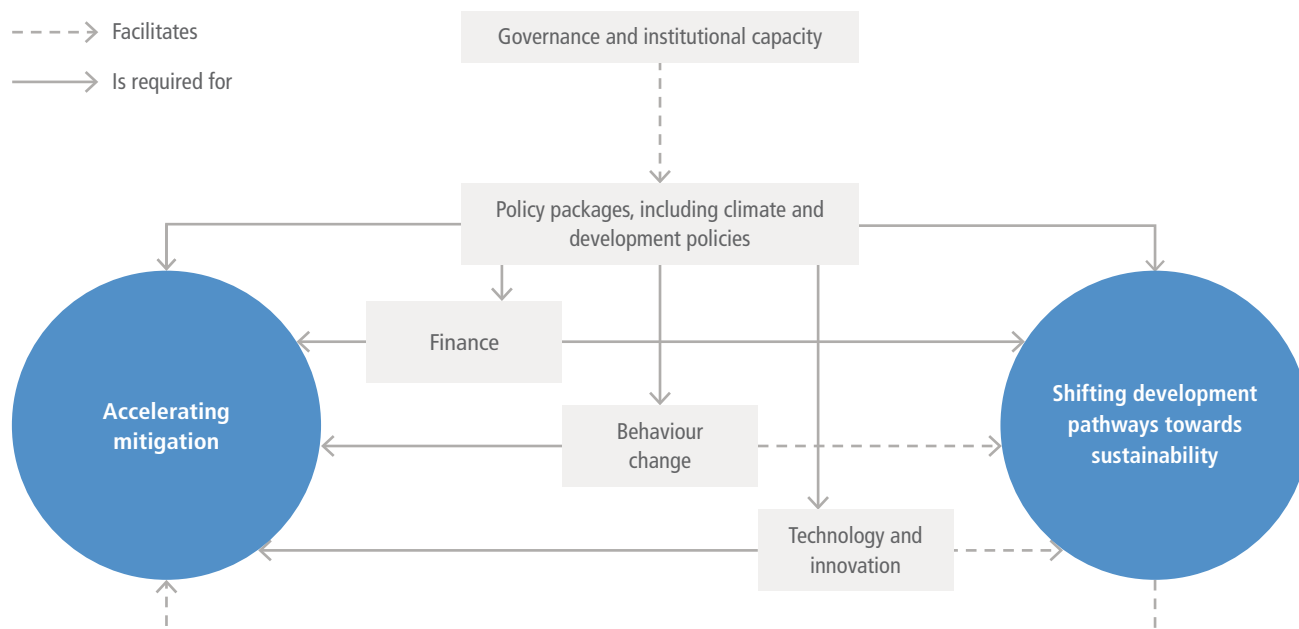 Facilitates
Is required for
Governance and institutional capacity
Policy packages, including climate and
development policies
Finance
Accelerating
mitigation
Behaviour
change
Shifting development
pathways towards
sustainability
Technology and
innovation